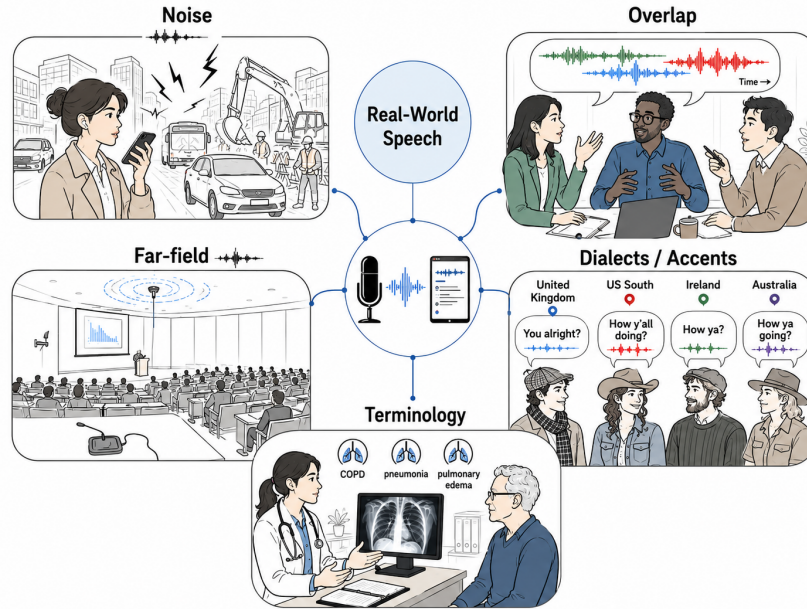 Noise
Overlap
Time →
Real-World
Speech
Far-field
Dialects / Accents
United
Kingdom
US South
Ireland
Australia
You alright?
How y'all
doing?
How ya?
How ya
going?
Terminology
COPD
pneumonia
pulmonary
edema